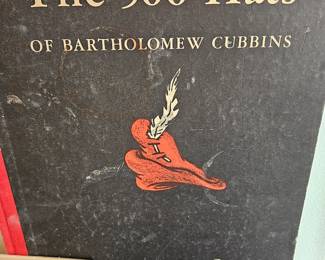 The 500 Hats
OF BARTHOLOMEW CUBBINS